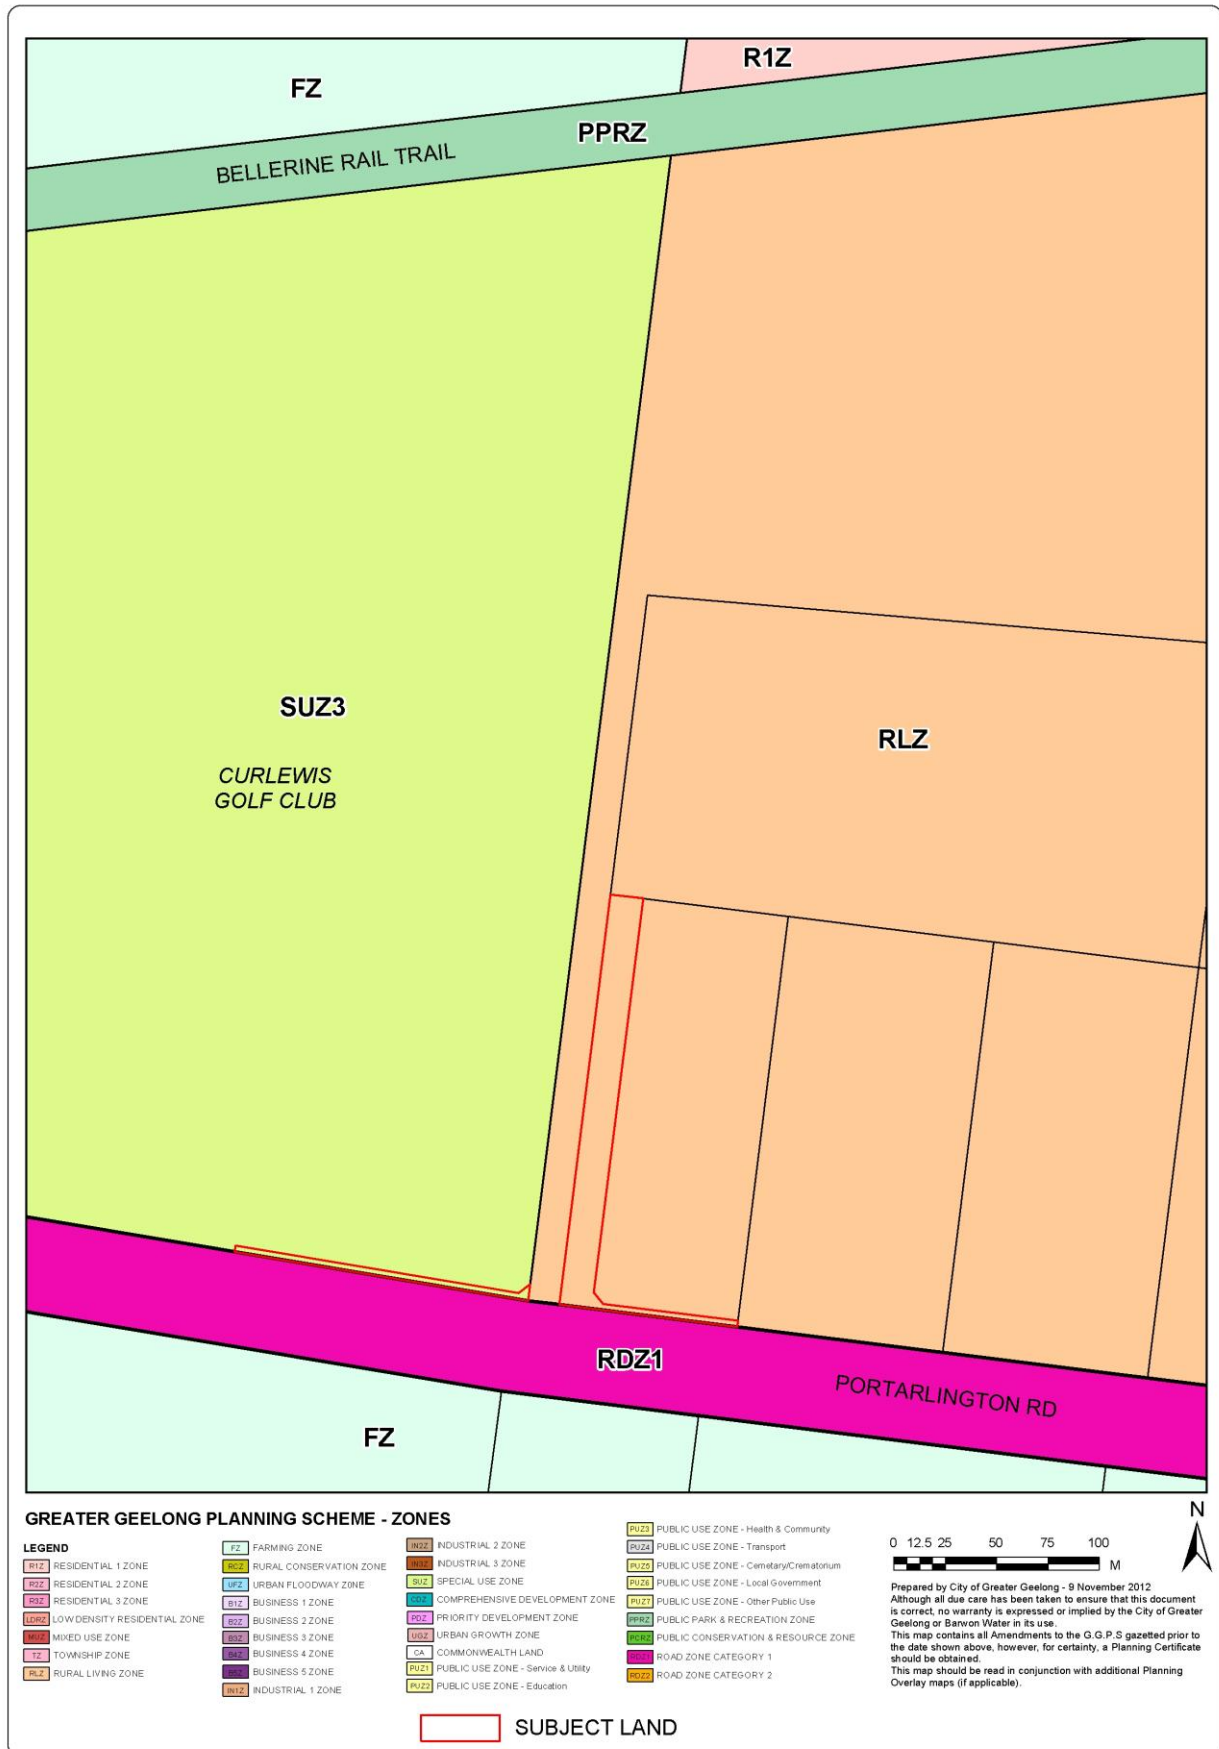 R1Z
FZ
PPRZ
BELLERINE RAIL TRAIL
SUZ3
CURLEWIS
GOLF CLUB
RLZ
RDZ1
PORTARLINGTON RD
FZ
GREATER GEELONG PLANNING SCHEME - ZONES
LEGEND
R1Z RESIDENTIAL 1 ZONE
R2Z RESIDENTIAL 2 ZONE
R3Z RESIDENTIAL 3 ZONE
LDRZ LOW DENSITY RESIDENTIAL ZONE
MUZ MIXED USE ZONE
TZ TOWNSHIP ZONE
RLZ RURAL LIVING ZONE
FZ FARMING ZONE
RCZ RURAL CONSERVATION ZONE
UFZ URBAN FLOODWAY ZONE
B1Z BUSINESS 1 ZONE
B2Z BUSINESS 2 ZONE
B3Z BUSINESS 3 ZONE
B4Z BUSINESS 4 ZONE
B5Z BUSINESS 5 ZONE
IN1Z INDUSTRIAL 1 ZONE
IN2Z INDUSTRIAL 2 ZONE
IN3Z INDUSTRIAL 3 ZONE
SUZ SPECIAL USE ZONE
CDZ COMPREHENSIVE DEVELOPMENT ZONE
PDZ PRIORITY DEVELOPMENT ZONE
UGZ URBAN GROWTH ZONE
CA COMMONWEALTH LAND
PUZ1 PUBLIC USE ZONE - Service & Utility
PUZ2 PUBLIC USE ZONE - Education
PUZ3 PUBLIC USE ZONE - Health & Community
PUZ4 PUBLIC USE ZONE - Transport
PUZ5 PUBLIC USE ZONE - Cemetary/Crematorium
PUZ6 PUBLIC USE ZONE - Local Government
PUZ7 PUBLIC USE ZONE - Other Public Use
PPRZ PUBLIC PARK & RECREATION ZONE
PCRZ PUBLIC CONSERVATION & RESOURCE ZONE
RDZ1 ROAD ZONE CATEGORY 1
RDZ2 ROAD ZONE CATEGORY 2
N
0 12.5 25 50 75 100
M
Prepared by City of Greater Geelong - 9 November 2012
Although all due care has been taken to ensure that this document
is correct, no warranty is expressed or implied by the City of Greater
Geelong or Barwon Water in its use.
This map contains all Amendments to the G.G.P.S gazetted prior to
the date shown above, however, for certainty, a Planning Certificate
should be obtained.
This map should be read in conjunction with additional Planning
Overlay maps (if applicable).
SUBJECT LAND